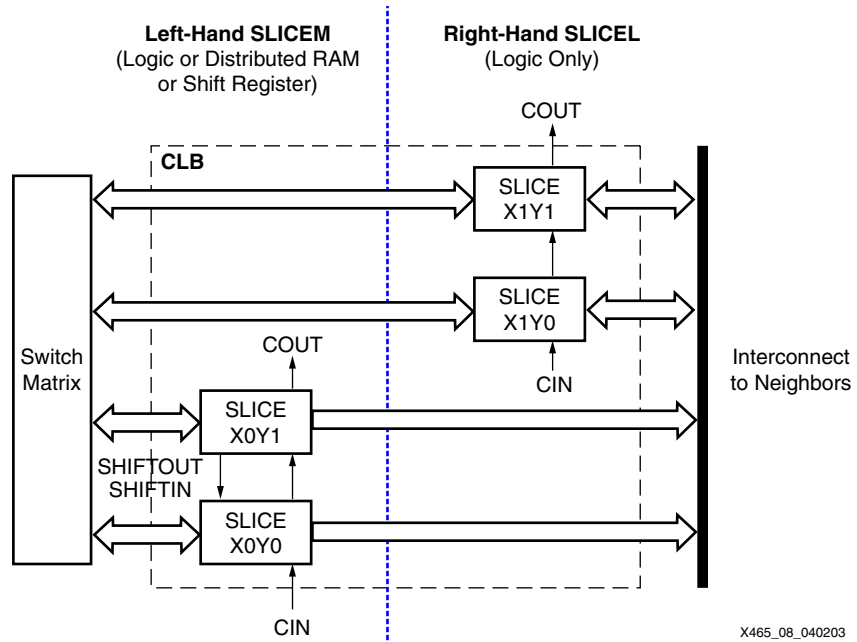 Left-Hand SLICEM
(Logic or Distributed RAM
or Shift Register)
Right-Hand SLICEL
(Logic Only)
COUT
CLB
SLICE
X1Y1
SLICE
X1Y0
COUT
CIN
Switch
Matrix
Interconnect
to Neighbors
SLICE
X0Y1
SHIFTOUT
SHIFTIN
SLICE
X0Y0
CIN
X465_08_040203